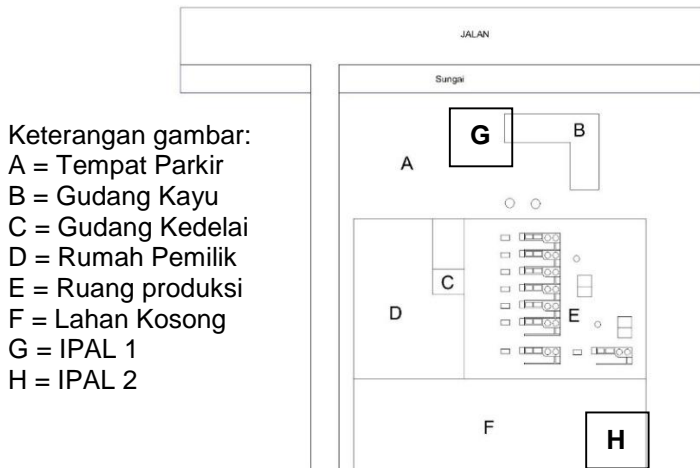 JALAN
Sungai
Keterangan gambar:
A = Tempat Parkir
B = Gudang Kayu
C = Gudang Kedelai
D = Rumah Pemilik
E = Ruang produksi
F = Lahan Kosong
G = IPAL 1
H = IPAL 2
G
B
A
C
D
E
F
H